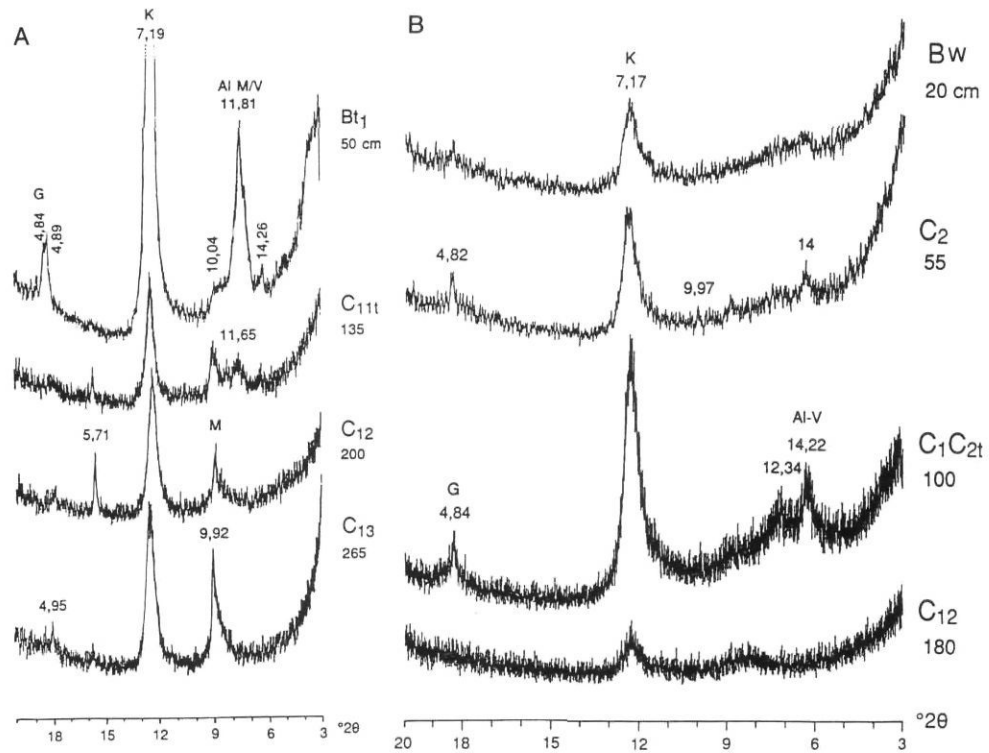 A
K
7,19
Al M/V
11,81
Bt1
50 cm
G
4,84
4,89
10,04
14,26
C11t
135
11,65
5,71
M
C12
200
9,92
C13
265
4,95
18 15 12 9 6 3 °2θ
B
K
7,17
Bw
20 cm
4,82
9,97
14
C2
55
Al-V
14,22
12,34
C1C2t
100
G
4,84
C12
180
20 18 15 12 9 6 3 °2θ